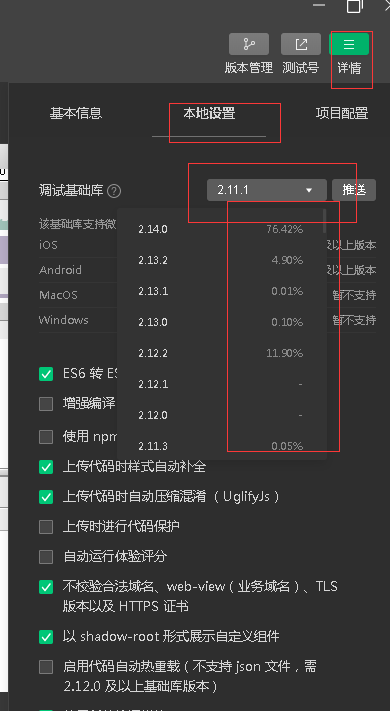 版本管理 测试号 详情
基本信息 本地设置 项目配置
调试基础库 ? 2.11.1 推送
该基础库支持微
iOS 及以上版本
Android 及以上版本
MacOS 暂不支持
Windows 暂不支持
2.14.0 76.42%
2.13.2 4.90%
2.13.1 0.01%
2.13.0 0.10%
2.12.2 11.90%
2.12.1 -
2.12.0 -
2.11.3 0.05%
ES6 转 ES
增强编译
使用 npm
上传代码时样式自动补全
上传代码时自动压缩混淆（UglifyJs）
上传时进行代码保护
自动运行体验评分
不校验合法域名、web-view（业务域名）、TLS
版本以及 HTTPS 证书
以 shadow-root 形式展示自定义组件
启用代码自动热重载（不支持 json 文件，需
2.12.0 及以上基础库版本）